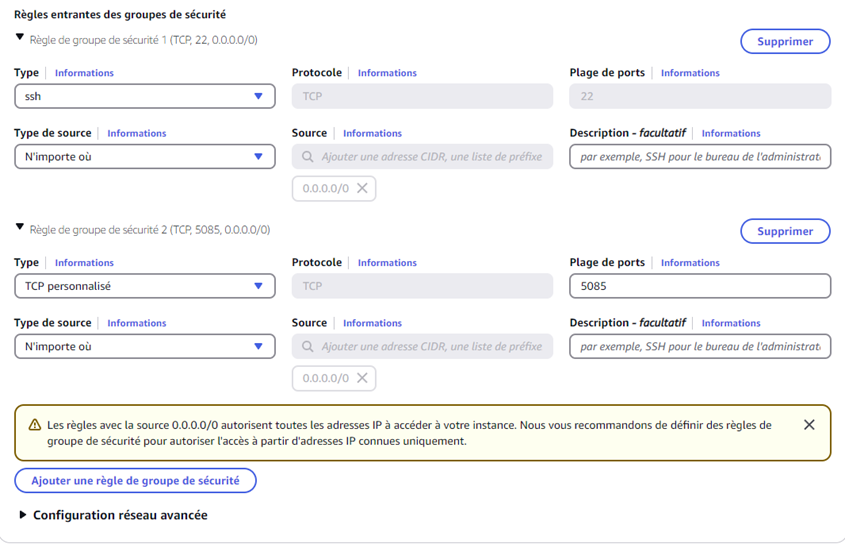 Règles entrantes des groupes de sécurité
Règle de groupe de sécurité 1 (TCP, 22, 0.0.0.0/0)
Supprimer
Type Informations
Protocole Informations
Plage de ports Informations
ssh
TCP
22
Type de source Informations
Source Informations
Description - facultatif Informations
N'importe où
Ajouter une adresse CIDR, une liste de préfixe
par exemple, SSH pour le bureau de l'administrat
0.0.0.0/0
Règle de groupe de sécurité 2 (TCP, 5085, 0.0.0.0/0)
Supprimer
Type Informations
Protocole Informations
Plage de ports Informations
TCP personnalisé
TCP
5085
Type de source Informations
Source Informations
Description - facultatif Informations
N'importe où
Ajouter une adresse CIDR, une liste de préfixe
par exemple, SSH pour le bureau de l'administrat
0.0.0.0/0
Les règles avec la source 0.0.0.0/0 autorisent toutes les adresses IP à accéder à votre instance. Nous vous recommandons de définir des règles de
groupe de sécurité pour autoriser l'accès à partir d'adresses IP connues uniquement.
Ajouter une règle de groupe de sécurité
Configuration réseau avancée